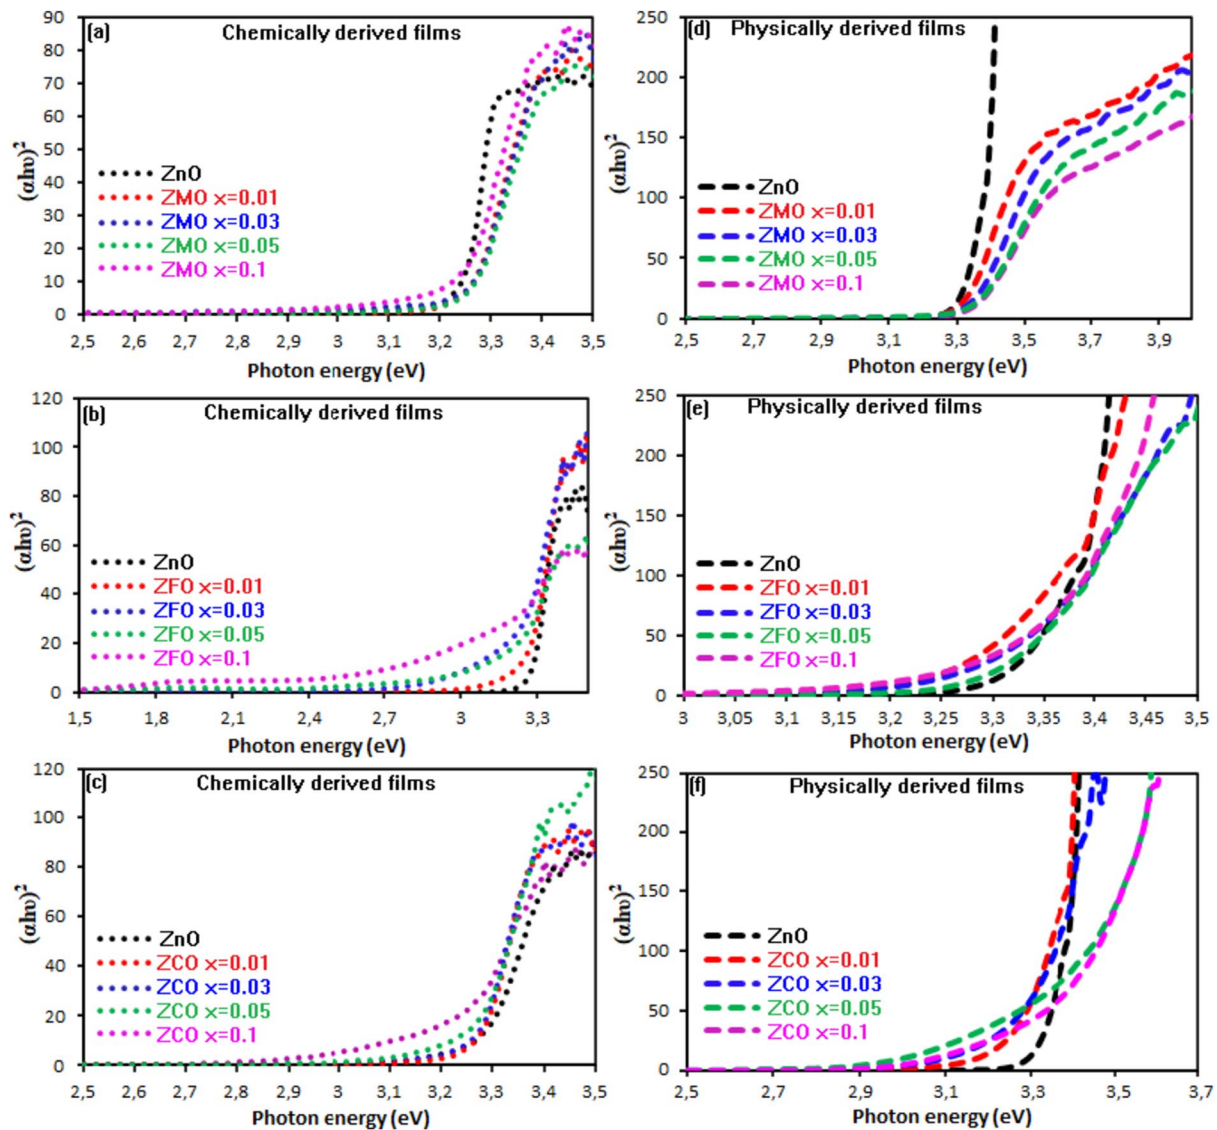 (a)
Chemically derived films
90
80
70
60
50
40
30
20
10
0
(αhυ)²
ZnO
ZMO x=0.01
ZMO x=0.03
ZMO x=0.05
ZMO x=0.1
2,5 2,6 2,7 2,8 2,9 3 3,1 3,2 3,3 3,4 3,5
Photon energy (eV)
(d)
Physically derived films
250
200
150
100
50
0
(αhυ)²
ZnO
ZMO x=0.01
ZMO x=0.03
ZMO x=0.05
ZMO x=0.1
2,5 2,7 2,9 3,1 3,3 3,5 3,7 3,9
Photon energy (eV)
(b)
Chemically derived films
120
100
80
60
40
20
0
(αhυ)²
ZnO
ZFO x=0.01
ZFO x=0.03
ZFO x=0.05
ZFO x=0.1
1,5 1,8 2,1 2,4 2,7 3 3,3
Photon energy (eV)
(e)
Physically derived films
250
200
150
100
50
0
(αhυ)²
ZnO
ZFO x=0.01
ZFO x=0.03
ZFO x=0.05
ZFO x=0.1
3 3,05 3,1 3,15 3,2 3,25 3,3 3,35 3,4 3,45 3,5
Photon energy (eV)
(c)
Chemically derived films
120
100
80
60
40
20
0
(αhυ)²
ZnO
ZCO x=0.01
ZCO x=0.03
ZCO x=0.05
ZCO x=0.1
2,5 2,6 2,7 2,8 2,9 3 3,1 3,2 3,3 3,4 3,5
Photon energy (eV)
(f)
Physically derived films
250
200
150
100
50
0
(αhυ)²
ZnO
ZCO x=0.01
ZCO x=0.03
ZCO x=0.05
ZCO x=0.1
2,5 2,7 2,9 3,1 3,3 3,5 3,7
Photon energy (eV)